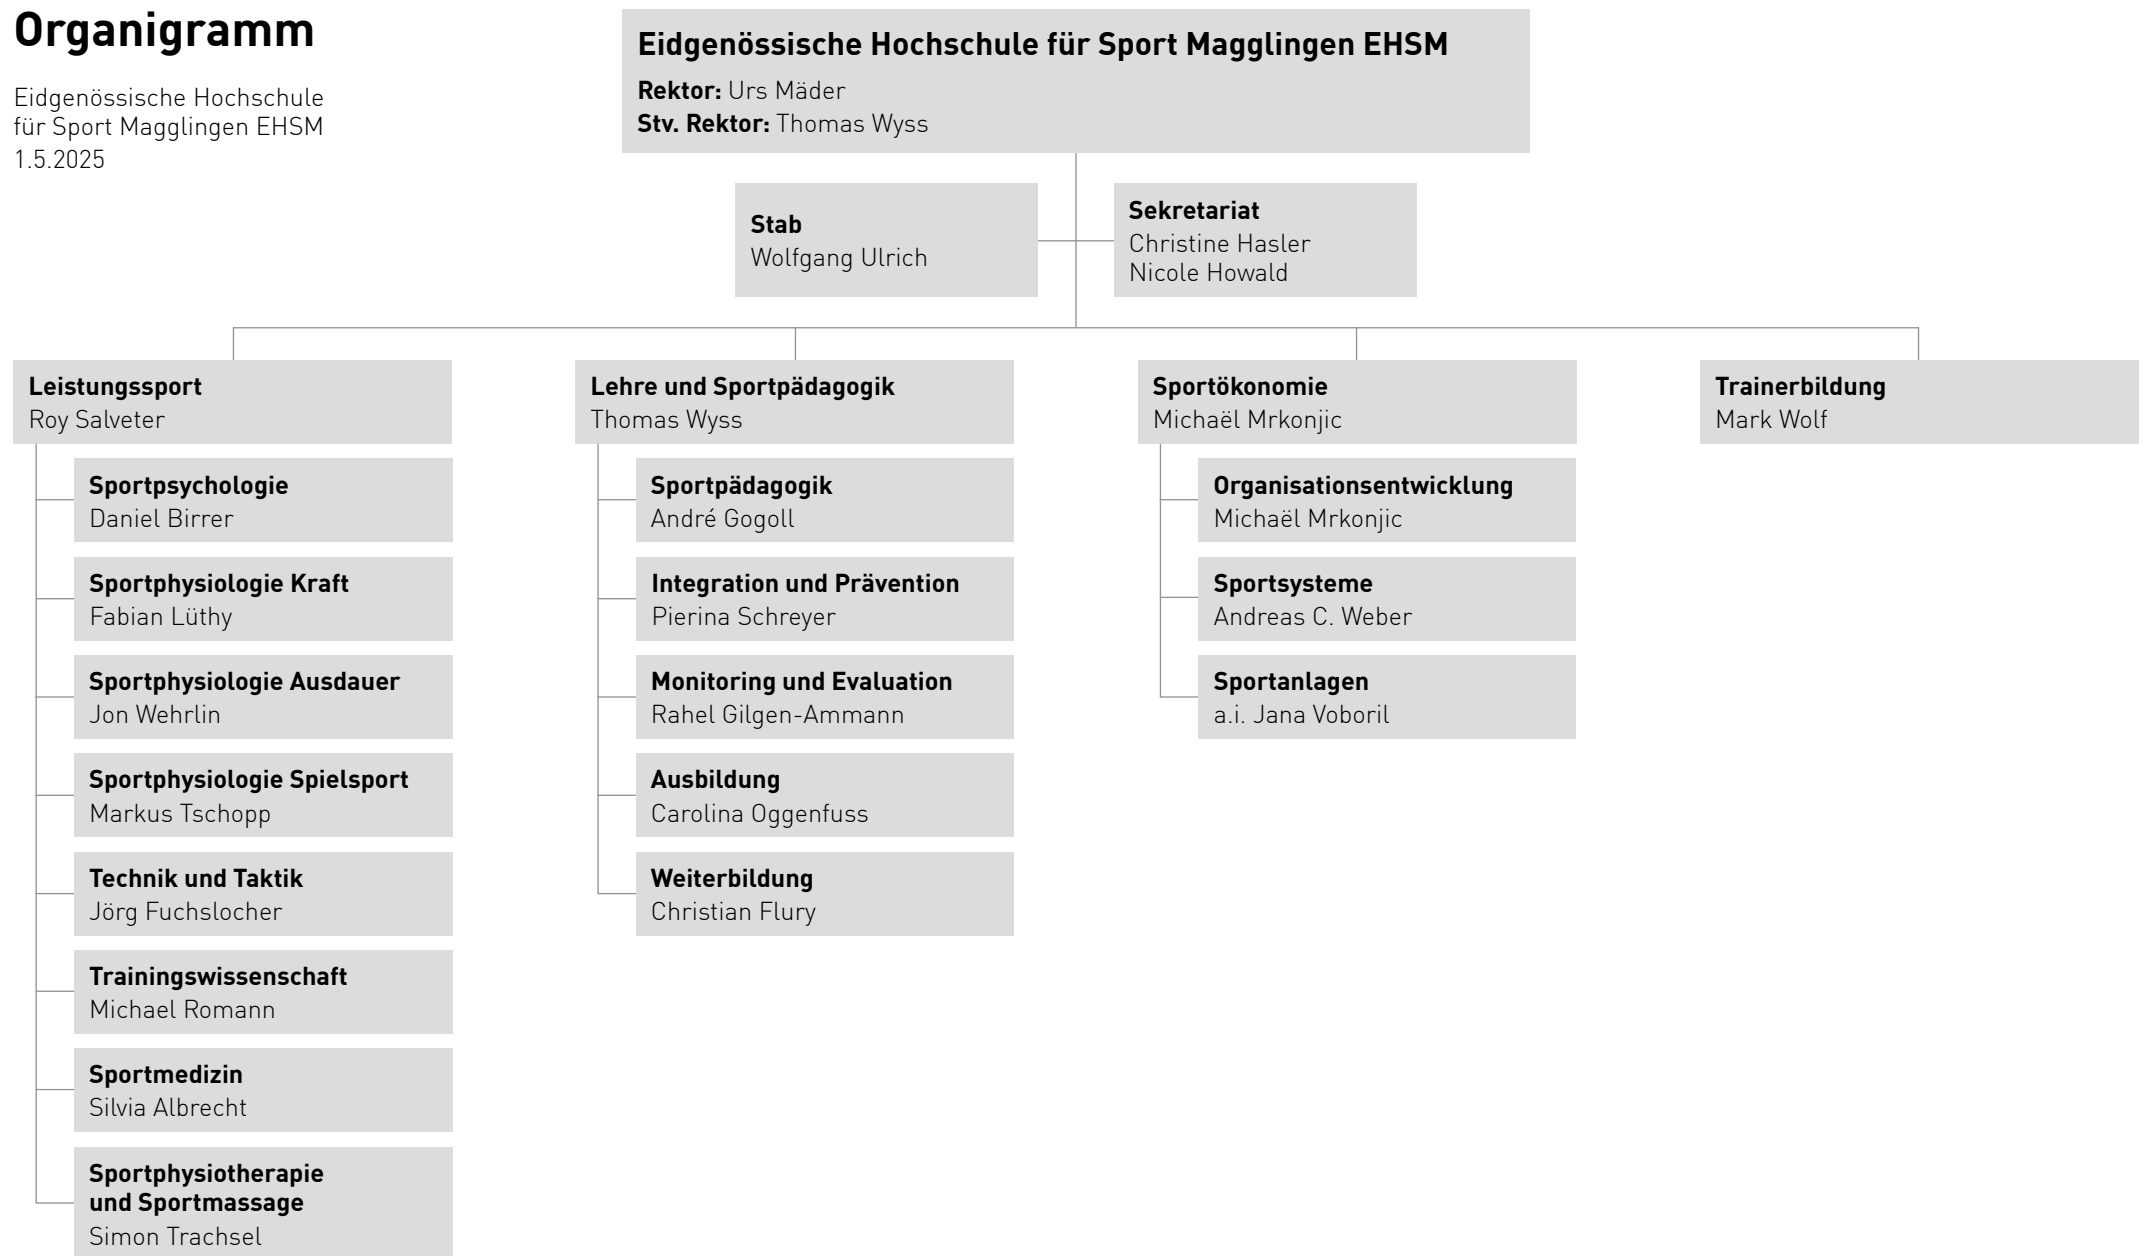 Organigramm
Eidgenössische Hochschule
für Sport Magglingen EHSM
1.5.2025
Eidgenössische Hochschule für Sport Magglingen EHSM
Rektor: Urs Mäder
Stv. Rektor: Thomas Wyss
Stab
Wolfgang Ulrich
Sekretariat
Christine Hasler
Nicole Howald
Leistungssport
Roy Salveter
Sportpsychologie
Daniel Birrer
Sportphysiologie Kraft
Fabian Lüthy
Sportphysiologie Ausdauer
Jon Wehrlin
Sportphysiologie Spielsport
Markus Tschopp
Technik und Taktik
Jörg Fuchslocher
Trainingswissenschaft
Michael Romann
Sportmedizin
Silvia Albrecht
Sportphysiotherapie
und Sportmassage
Simon Trachsel
Lehre und Sportpädagogik
Thomas Wyss
Sportpädagogik
André Gogoll
Integration und Prävention
Pierina Schreyer
Monitoring und Evaluation
Rahel Gilgen-Ammann
Ausbildung
Carolina Oggenfuss
Weiterbildung
Christian Flury
Sportökonomie
Michaël Mrkonjic
Organisationsentwicklung
Michaël Mrkonjic
Sportsysteme
Andreas C. Weber
Sportanlagen
a.i. Jana Voboril
Trainerbildung
Mark Wolf